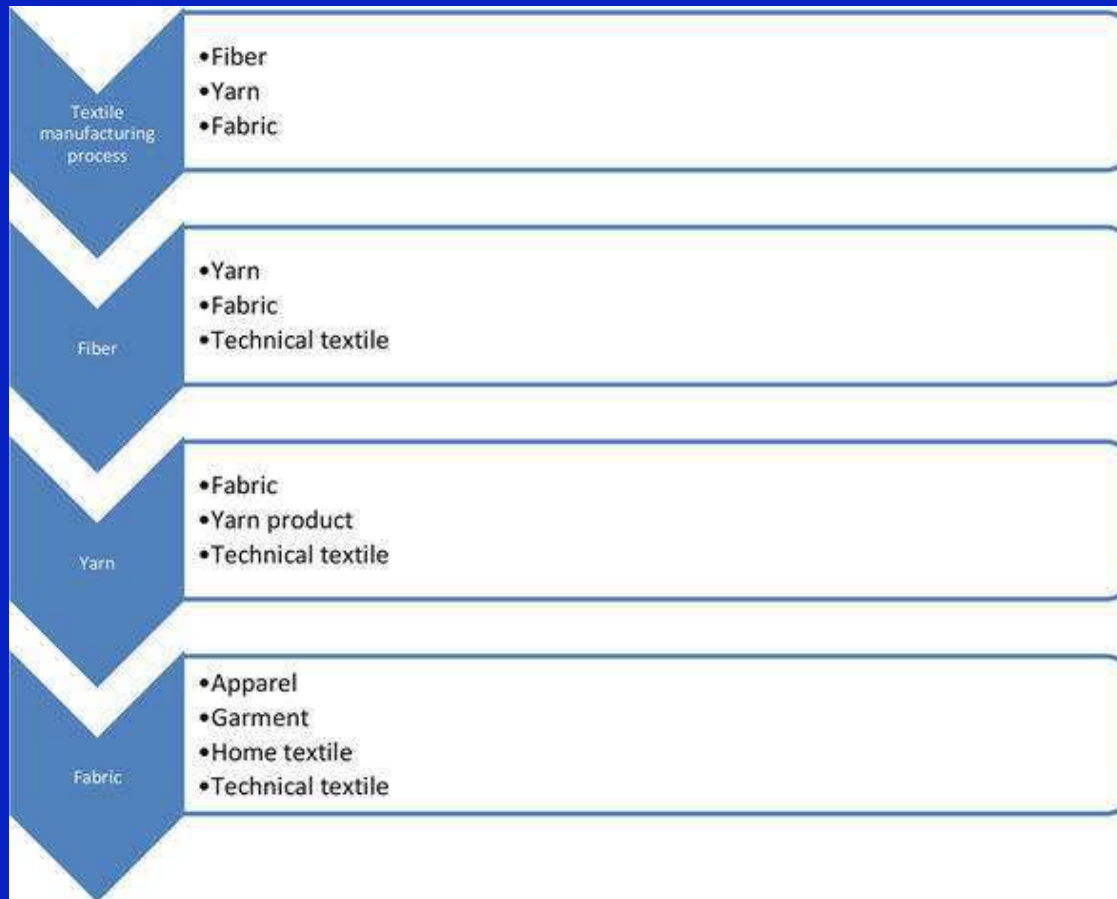 Textile
manufacturing
process
•Fiber
•Yarn
•Fabric
Fiber
•Yarn
•Fabric
•Technical textile
Yarn
•Fabric
•Yarn product
•Technical textile
Fabric
•Apparel
•Garment
•Home textile
•Technical textile